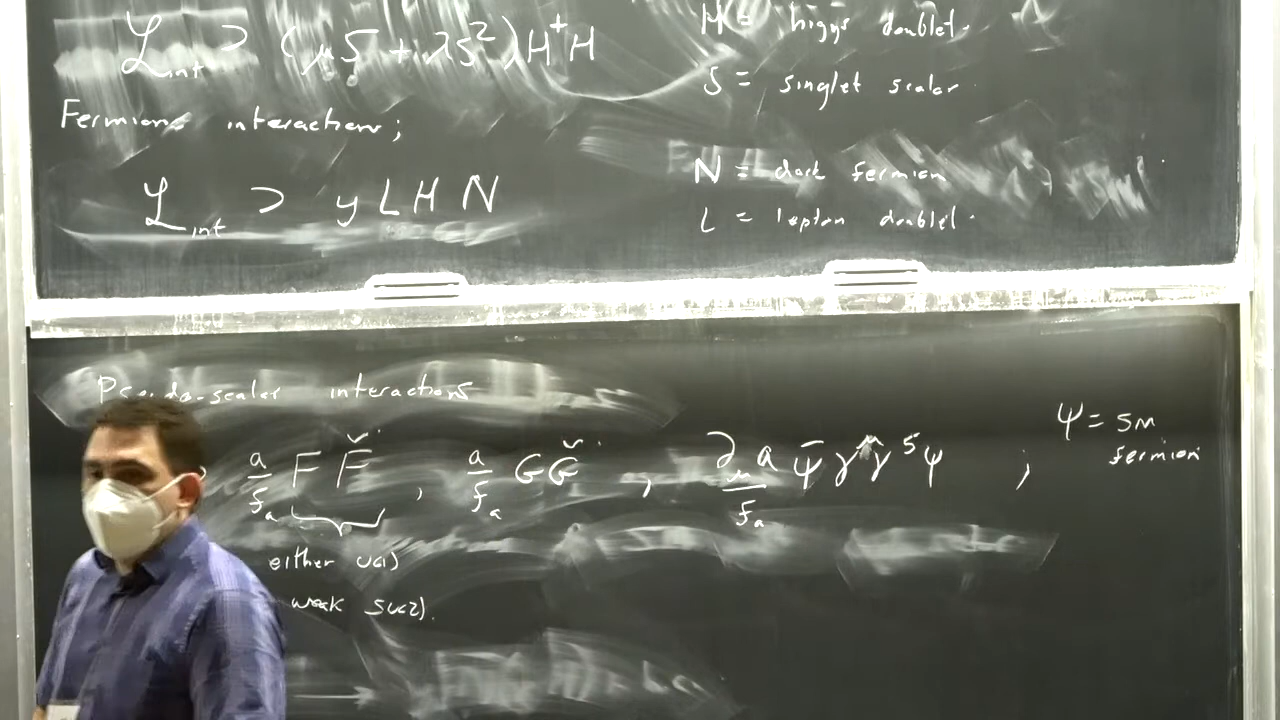 L_int ⊃ (μS + λS²)H†H
H = higgs doublet.
S = singlet scalar
Fermions interaction;
L_int ⊃ y L H N
N = dark fermion
L = lepton doublet.
Pseudo-scalar interactions
a/f_a F F̃ , a/f_a G G̃ , ∂_μ a/f_a ψ̄ γ^μ γ^5 ψ ;
ψ = SM
fermion
either U(1)
weak SU(2).